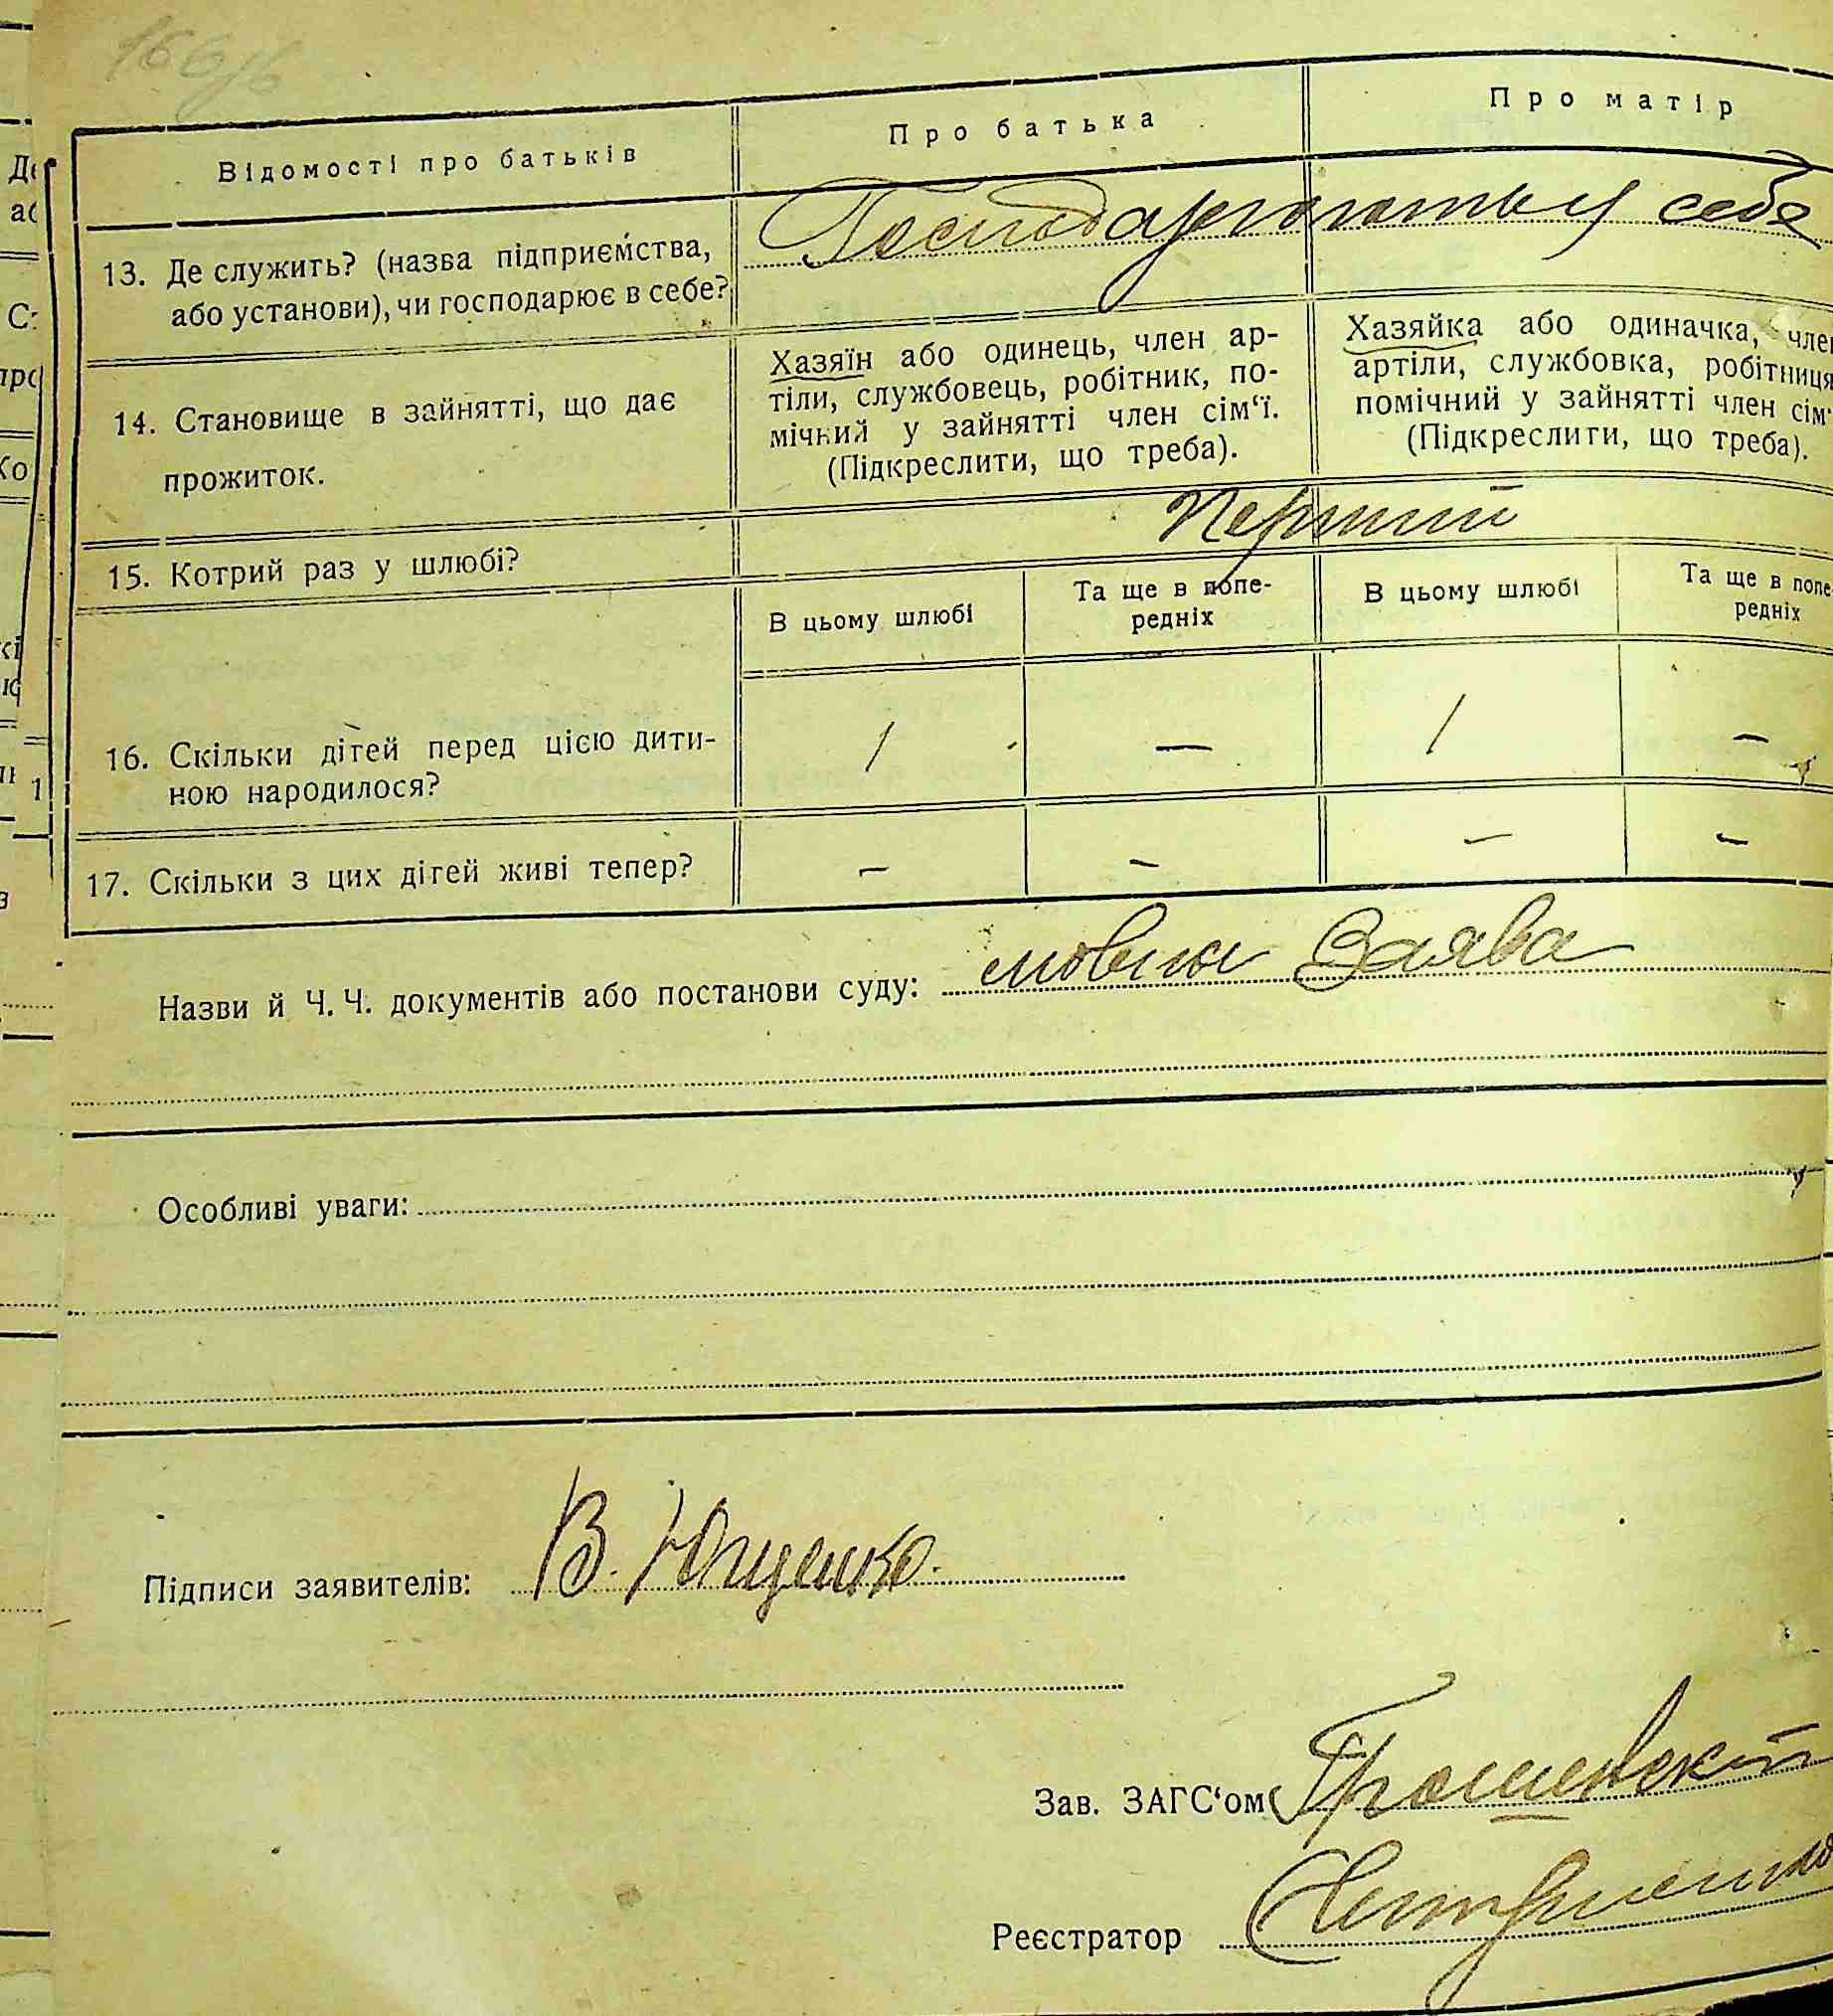 Відомості про батьків
Про батька
Про матір
13. Де служить? (назва підприємства,
або установи), чи господарює в себе?
Господарюють у себе
14. Становище в зайнятті, що дає
прожиток.
Хазяїн або одинець, член ар-
тіли, службовець, робітник, по-
мічний у зайнятті член сім‘ї.
(Підкреслити, що треба).
Хазяйка або одиначка, член
артіли, службовка, робітниця
помічний у зайнятті член сім‘
(Підкреслити, що треба).
15. Котрий раз у шлюбі?
Перший
В цьому шлюбі
Та ще в попе-
редніх
В цьому шлюбі
Та ще в попе
редніх
16. Скільки дітей перед цією дити-
ною народилося?
1 — 1 —
17. Скільки з цих дітей живі тепер?
— — — —
Назви й Ч. Ч. документів або постанови суду: мовна Заява
Особливі уваги:
Підписи заявителів: В. Ющенко.
Зав. ЗАГС‘ом
Реєстратор